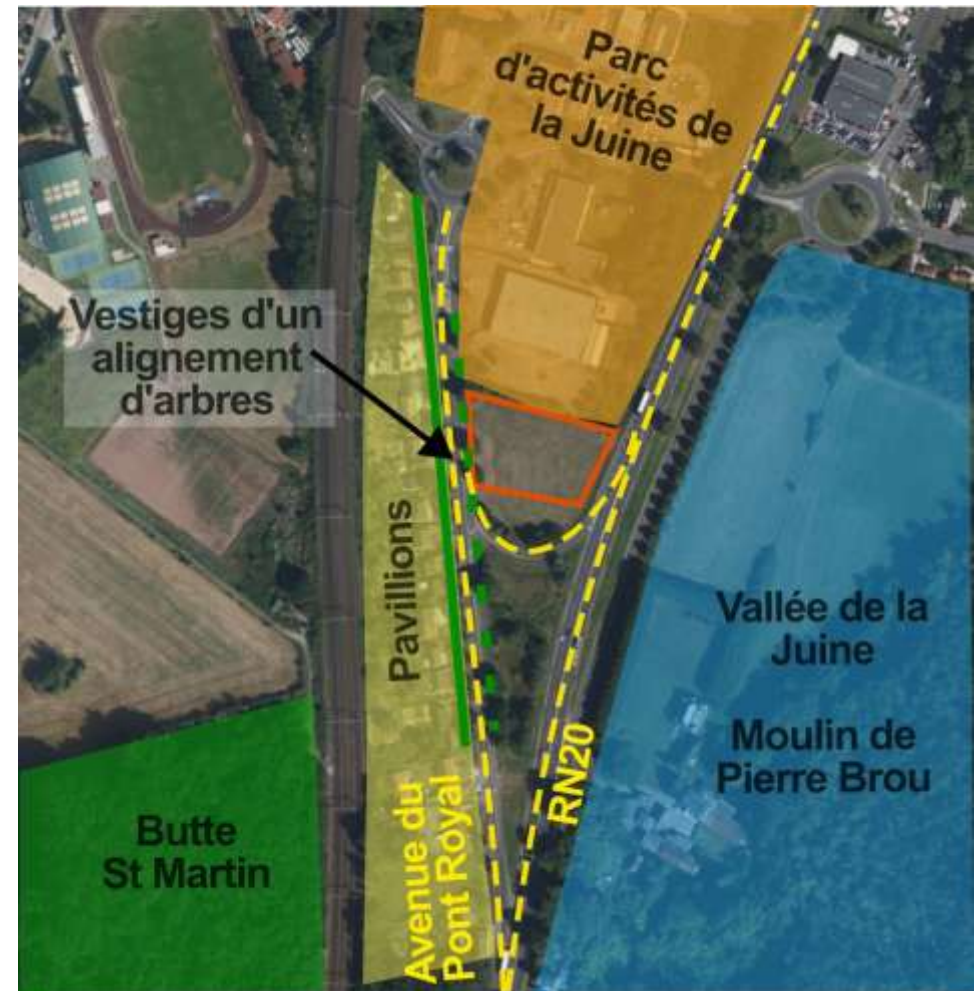 Parc
d'activités de
la Juine
Vestiges d'un
alignement
d'arbres
Pavillions
Vallée de la
Juine
Moulin de
Pierre Brou
RN20
Avenue du
Pont Royal
Butte
St Martin